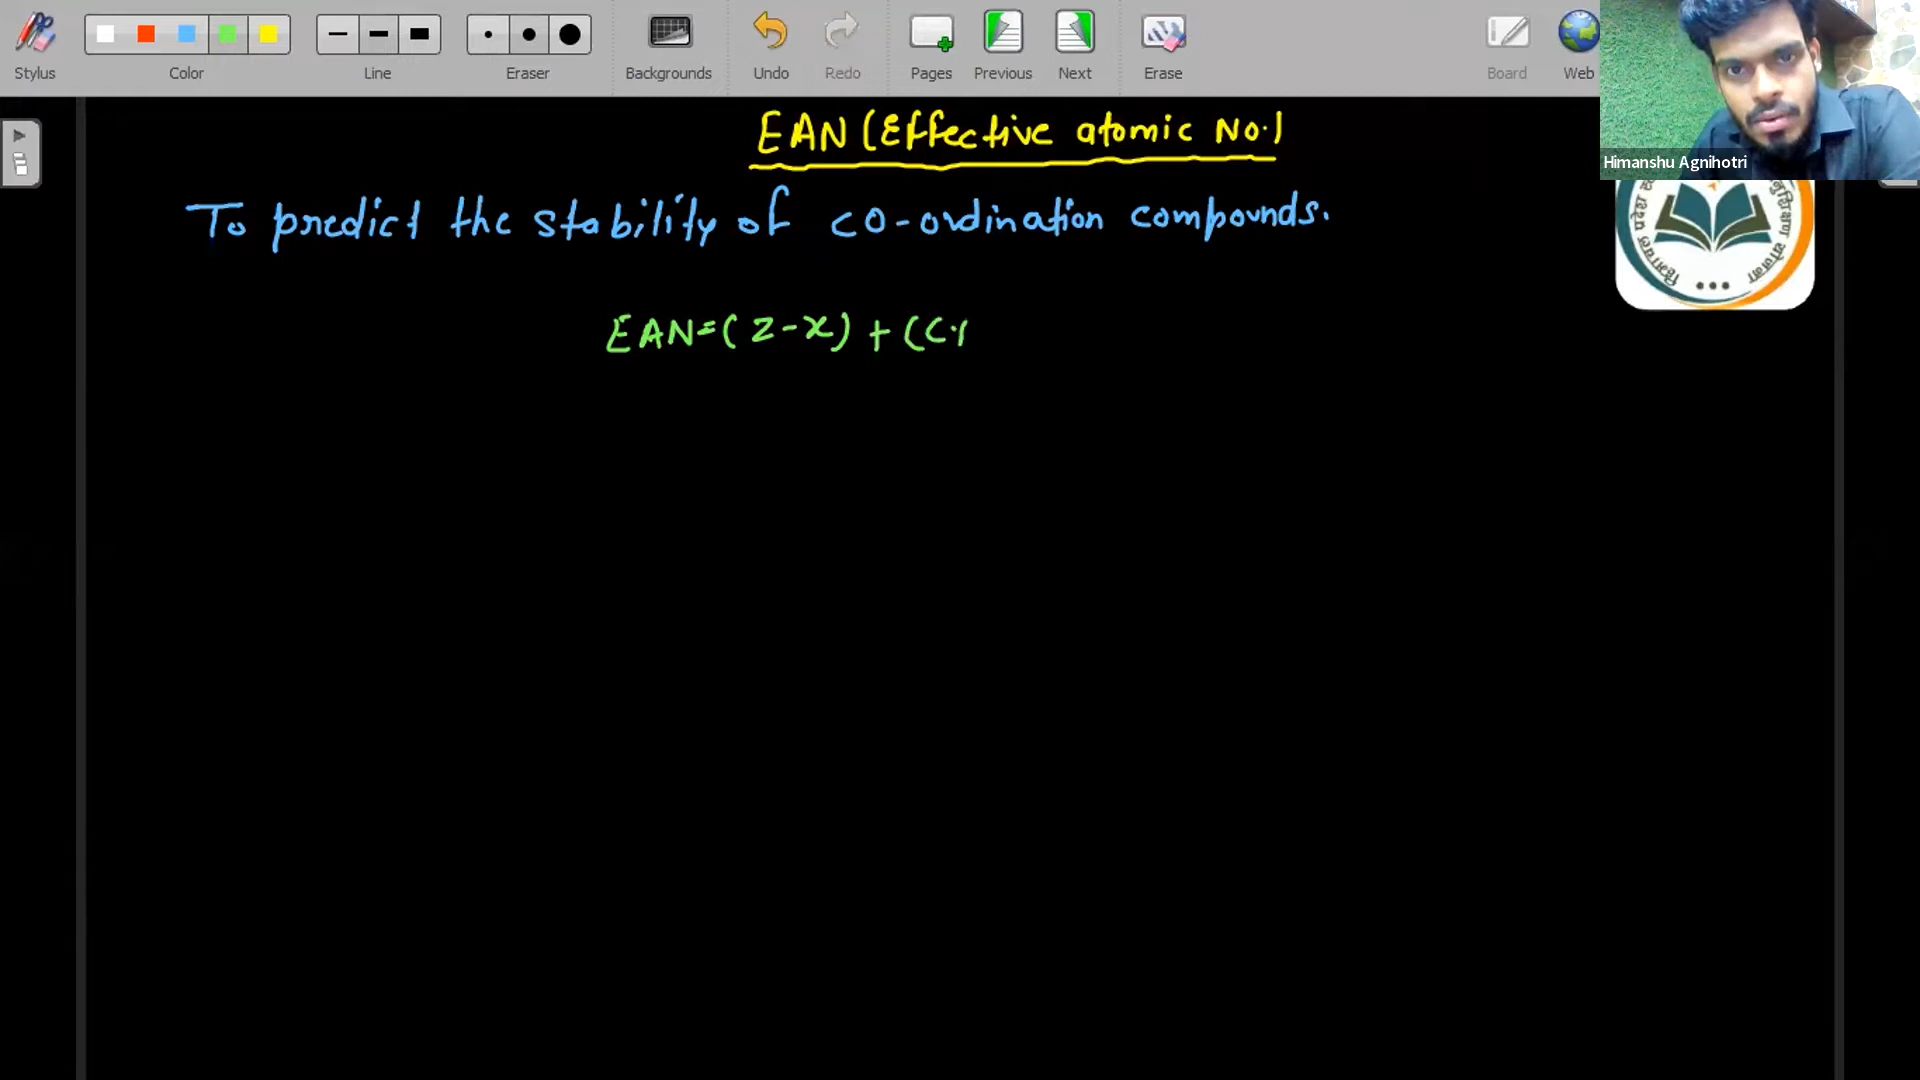 Stylus Color Line Eraser Backgrounds Undo Redo Pages Previous Next Erase Board Web
Himanshu Agnihotri
EAN (Effective atomic No.)
To predict the stability of co-ordination compounds.
EAN=(Z-x) + (C.